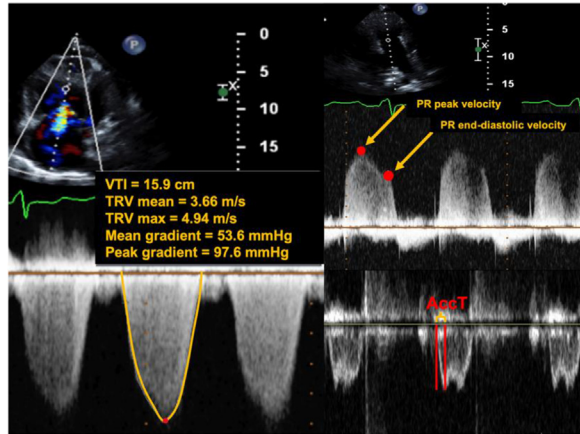 P
0
5
10
15
X
VTI = 15.9 cm
TRV mean = 3.66 m/s
TRV max = 4.94 m/s
Mean gradient = 53.6 mmHg
Peak gradient = 97.6 mmHg
P
0
5
10
15
X
PR peak velocity
PR end-diastolic velocity
AccT